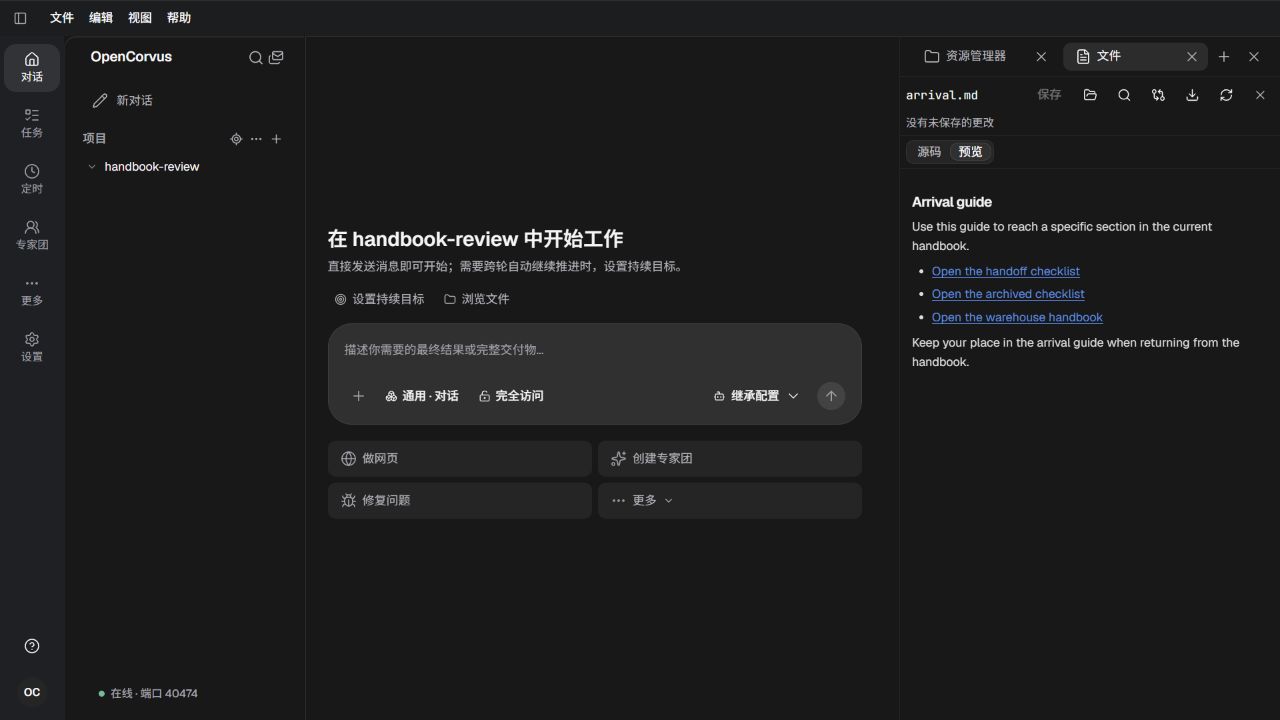 文件 编辑 视图 帮助
对话
任务
定时
专家团
更多
设置
OC
OpenCorvus
新对话
项目
handbook-review
在线 · 端口 40474
在 handbook-review 中开始工作
直接发送消息即可开始；需要跨轮自动继续推进时，设置持续目标。
设置持续目标 浏览文件
描述你需要的最终结果或完整交付物...
通用 · 对话 完全访问 继承配置
做网页 创建专家团
修复问题 更多
资源管理器 文件
arrival.md 保存
没有未保存的更改
源码 预览
Arrival guide
Use this guide to reach a specific section in the current
handbook.
Open the handoff checklist
Open the archived checklist
Open the warehouse handbook
Keep your place in the arrival guide when returning from the
handbook.